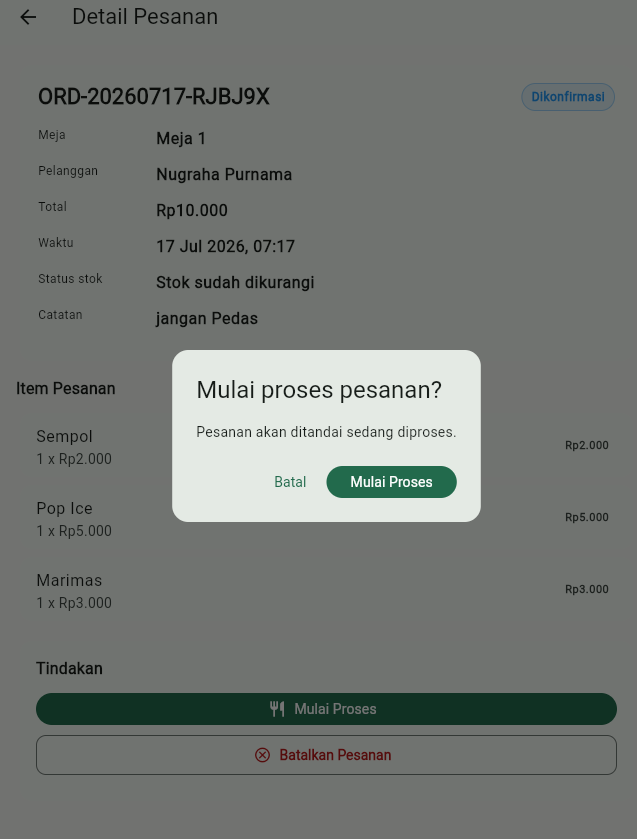 Detail Pesanan
ORD-20260717-RJBJ9X
Dikonfirmasi
Meja
Meja 1
Pelanggan
Nugraha Purnama
Total
Rp10.000
Waktu
17 Jul 2026, 07:17
Status stok
Stok sudah dikurangi
Catatan
jangan Pedas
Mulai proses pesanan?
Pesanan akan ditandai sedang diproses.
Batal
Mulai Proses
Item Pesanan
Sempol
1 x Rp2.000
Rp2.000
Pop Ice
1 x Rp5.000
Rp5.000
Marimas
1 x Rp3.000
Rp3.000
Tindakan
Mulai Proses
Batalkan Pesanan